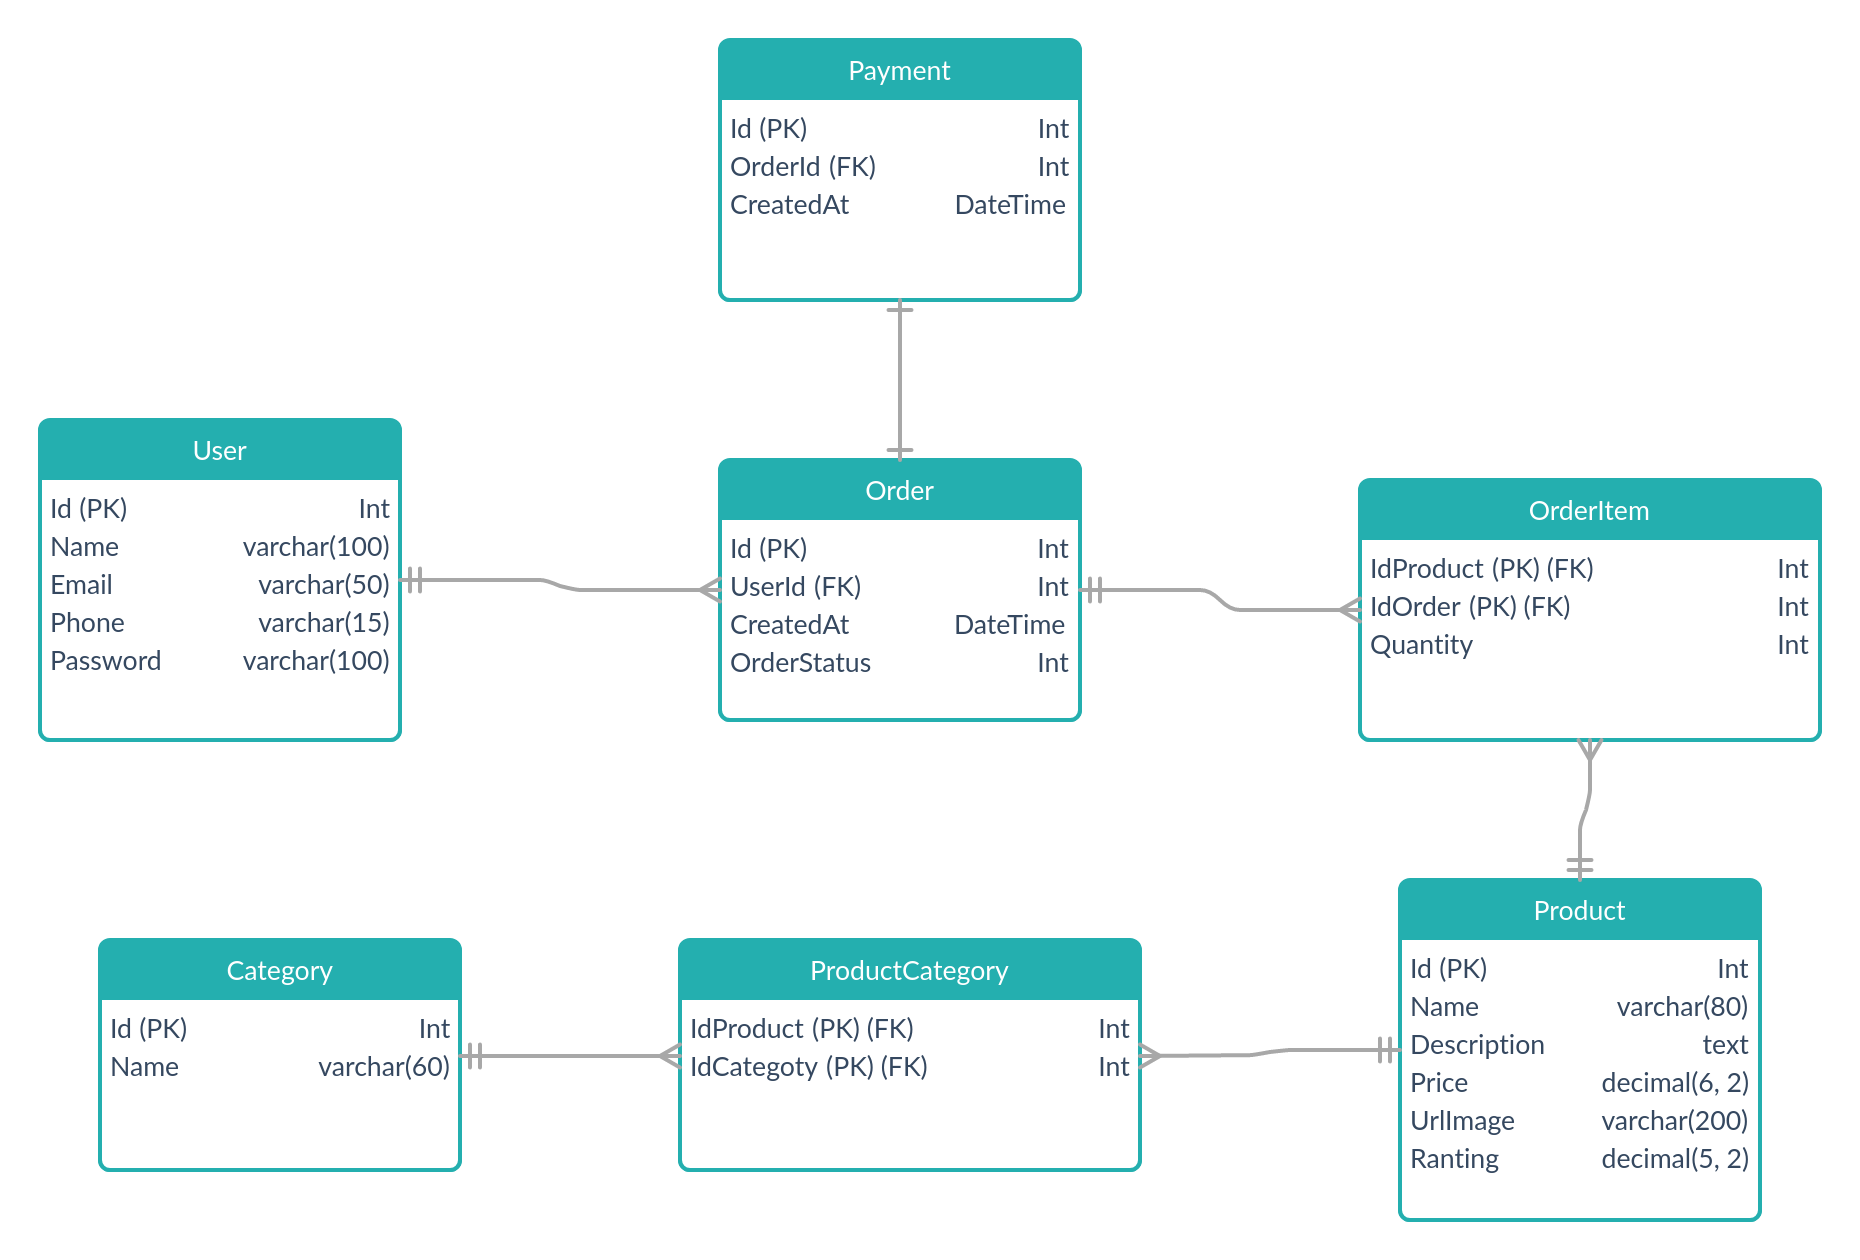 Payment
Id (PK) Int
OrderId (FK) Int
CreatedAt DateTime
User
Id (PK) Int
Name varchar(100)
Email varchar(50)
Phone varchar(15)
Password varchar(100)
Order
Id (PK) Int
UserId (FK) Int
CreatedAt DateTime
OrderStatus Int
OrderItem
IdProduct (PK) (FK) Int
IdOrder (PK) (FK) Int
Quantity Int
Category
Id (PK) Int
Name varchar(60)
ProductCategory
IdProduct (PK) (FK) Int
IdCategoty (PK) (FK) Int
Product
Id (PK) Int
Name varchar(80)
Description text
Price decimal(6, 2)
UrlImage varchar(200)
Ranting decimal(5, 2)